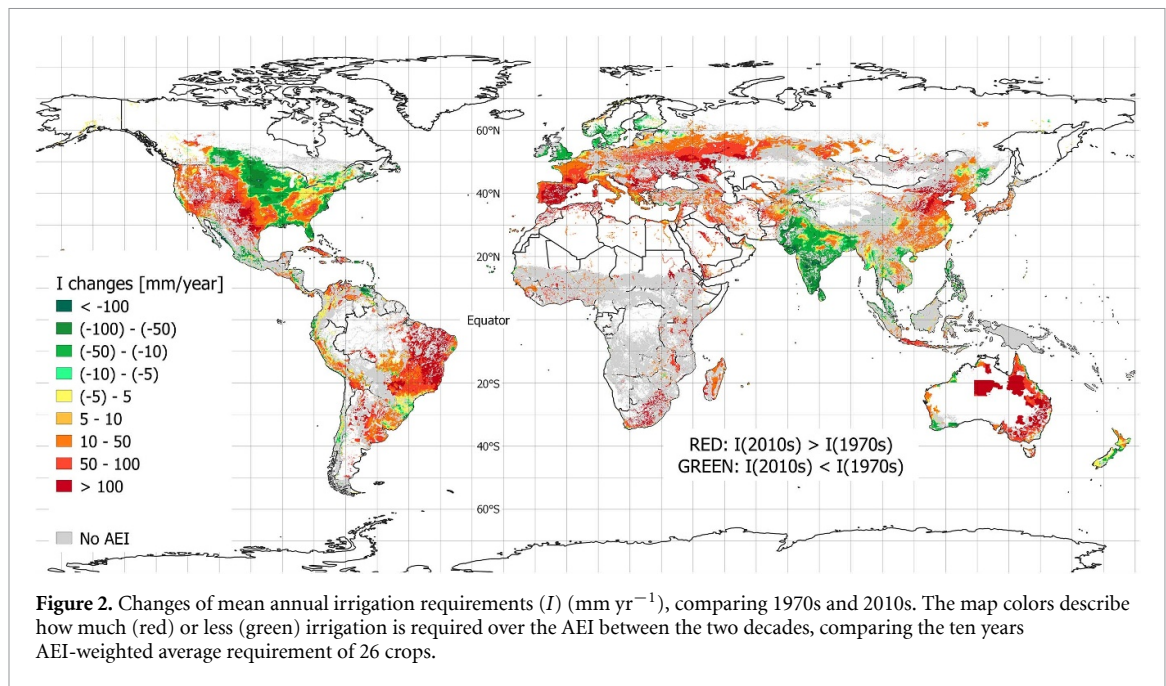 60°N
40°N
20°N
I changes [mm/year]
< -100
(-100) - (-50)
(-50) - (-10)
(-10) - (-5)
(-5) - 5
5 - 10
10 - 50
50 - 100
> 100
No AEI
Equator
20°S
40°S
60°S
RED: I(2010s) > I(1970s)
GREEN: I(2010s) < I(1970s)
Figure 2. Changes of mean annual irrigation requirements (I) (mm yr−1), comparing 1970s and 2010s. The map colors describe
how much (red) or less (green) irrigation is required over the AEI between the two decades, comparing the ten years
AEI-weighted average requirement of 26 crops.